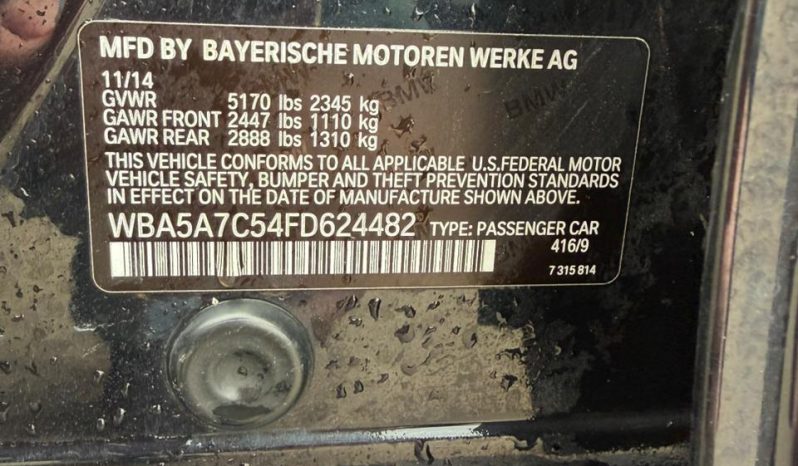 MFD BY BAYERISCHE MOTOREN WERKE AG
11/14
GVWR 5170 lbs 2345 kg
GAWR FRONT 2447 lbs 1110 kg
GAWR REAR 2888 lbs 1310 kg
THIS VEHICLE CONFORMS TO ALL APPLICABLE U.S.FEDERAL MOTOR
VEHICLE SAFETY, BUMPER AND THEFT PREVENTION STANDARDS
IN EFFECT ON THE DATE OF MANUFACTURE SHOWN ABOVE.
WBA5A7C54FD624482 TYPE: PASSENGER CAR
416/9
7 315 814
BMW
BMW